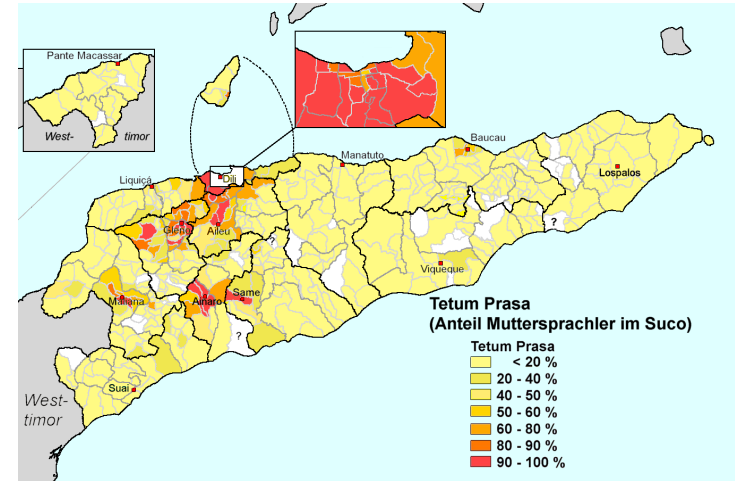 Pante Macassar
West-
timor
Baucau
Manatuto
Dili
Liquiçá
Lospalos
Gleno
Aileu
?
?
Viqueque
Same
Maliana
Ainaro
?
Tetum Prasa
(Anteil Muttersprachler im Suco)
Tetum Prasa
< 20 %
20 - 40 %
40 - 50 %
50 - 60 %
60 - 80 %
80 - 90 %
90 - 100 %
Suai
West-
timor